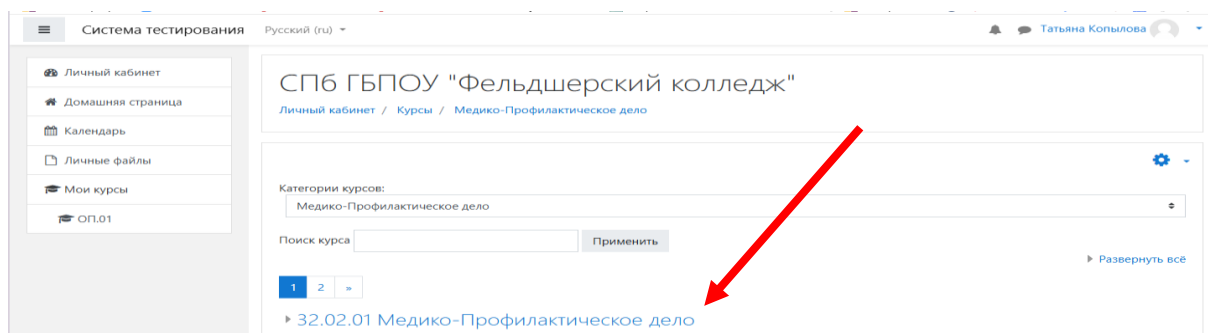 Система тестирования Русский (ru) Татьяна Копылова
Личный кабинет
Домашняя страница
Календарь
Личные файлы
Мои курсы
ОП.01
СПб ГБПОУ "Фельдшерский колледж"
Личный кабинет / Курсы / Медико-Профилактическое дело
Категории курсов:
Медико-Профилактическое дело
Поиск курса Применить
Развернуть всё
1 2 »
32.02.01 Медико-Профилактическое дело